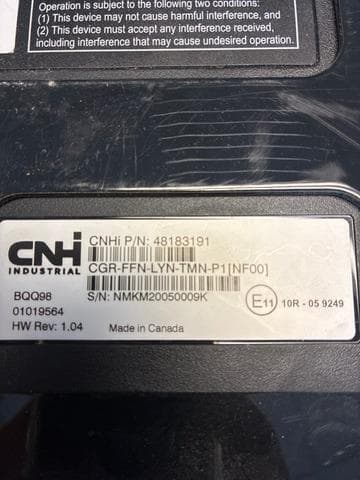 Operation is subject to the following two conditions:
(1) This device may not cause harmful interference, and
(2) This device must accept any interference received,
including interference that may cause undesired operation.
CNHi
INDUSTRIAL
CNHi P/N: 48183191
CGR-FFN-LYN-TMN-P1[NF00]
S/N: NMKM20050009K
BQQ98
01019564
HW Rev: 1.04
Made in Canada
E11
10R - 05 9249